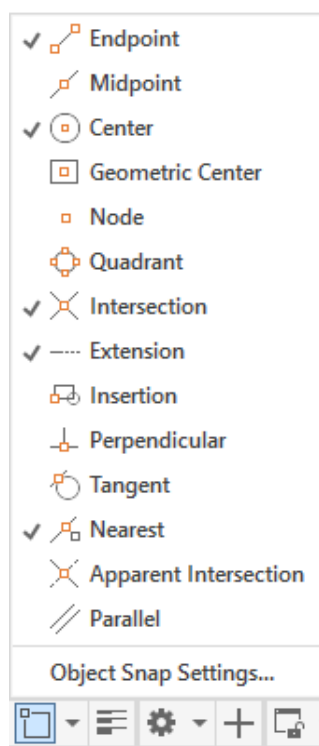 Endpoint
Midpoint
Center
Geometric Center
Node
Quadrant
Intersection
Extension
Insertion
Perpendicular
Tangent
Nearest
Apparent Intersection
Parallel
Object Snap Settings...